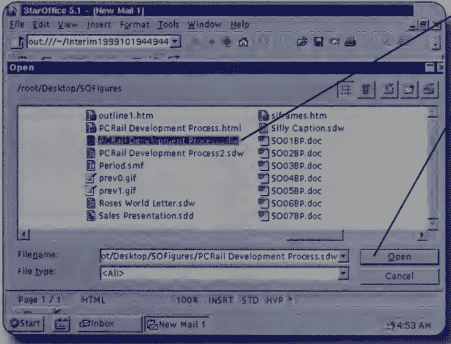 StarOffice 5.1 - [New Mail 1]
File Edit View Insert Format Tools Window Help
out:///~/Interim1999101944944
Open
/root/Desktop/SOFigures
outline1.htm
PCRail Development Process.html
PCRail Development Process.sdw
PCRail Development Process2.sdw
Period.smf
prev0.gif
prev1.gif
Roses World Letter.sdw
Sales Presentation.sdd
siframes.htm
Silly Caption.sdw
SO01BP.doc
SO02BP.doc
SO03BP.doc
SO04BP.doc
SO05BP.doc
SO06BP.doc
SO07BP.doc
Filename: ot/Desktop/SOFigures/PCRail Development Process.sdw Open
File type: <All> Cancel
Page 1 / 1 HTML 100% INSRT STD HYP *
Start Inbox New Mail 1 4:53 AM